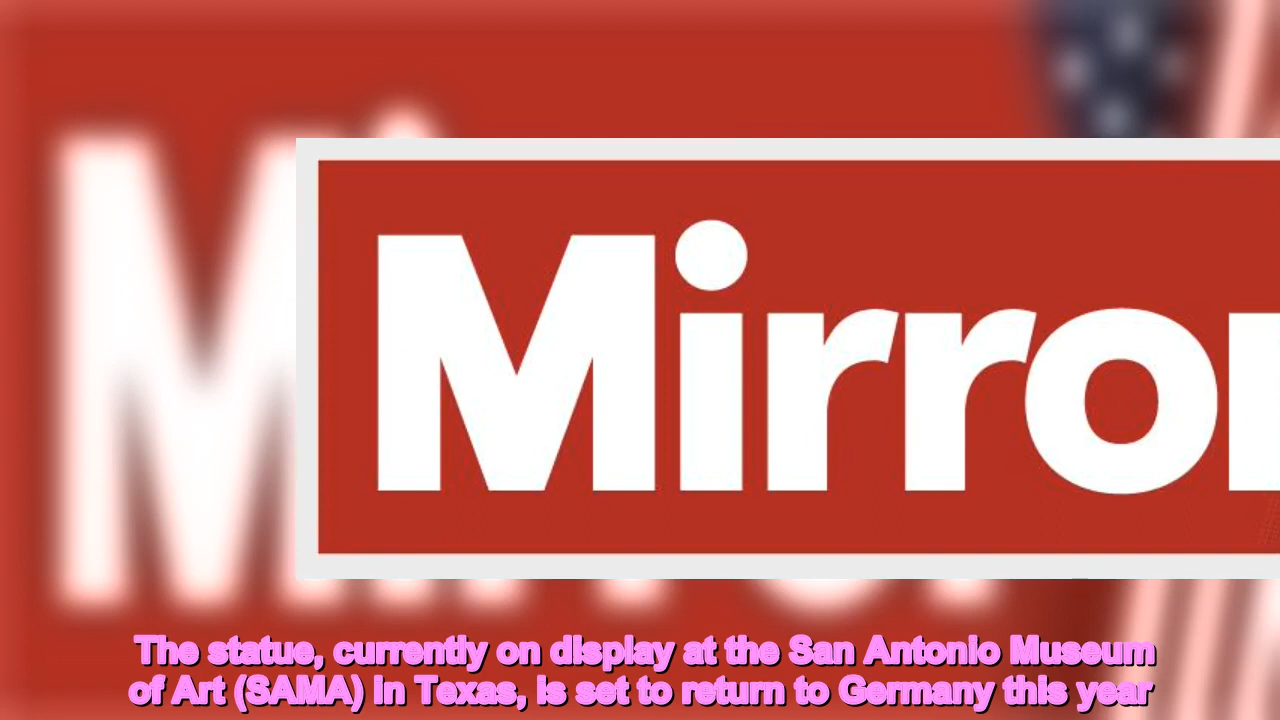 Mirror
The statue, currently on display at the San Antonio Museum
of Art (SAMA) in Texas, is set to return to Germany this year